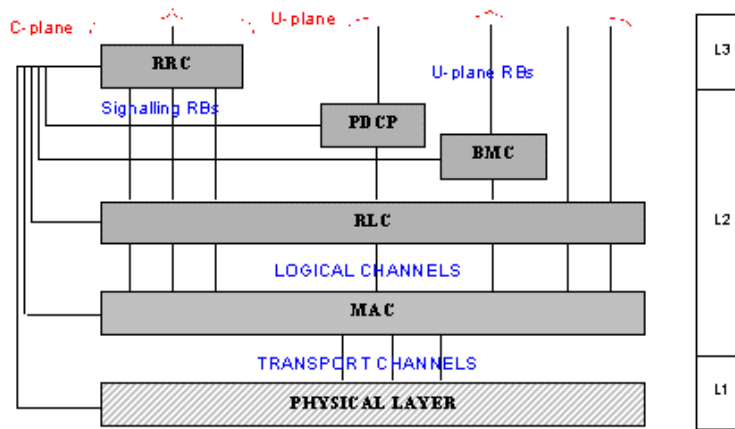 C-plane
U-plane
RRC
L3
U-plane RBs
Signalling RBs
PDCP
BMC
RLC
L2
LOGICAL CHANNELS
MAC
TRANSPORT CHANNELS
PHYSICAL LAYER
L1